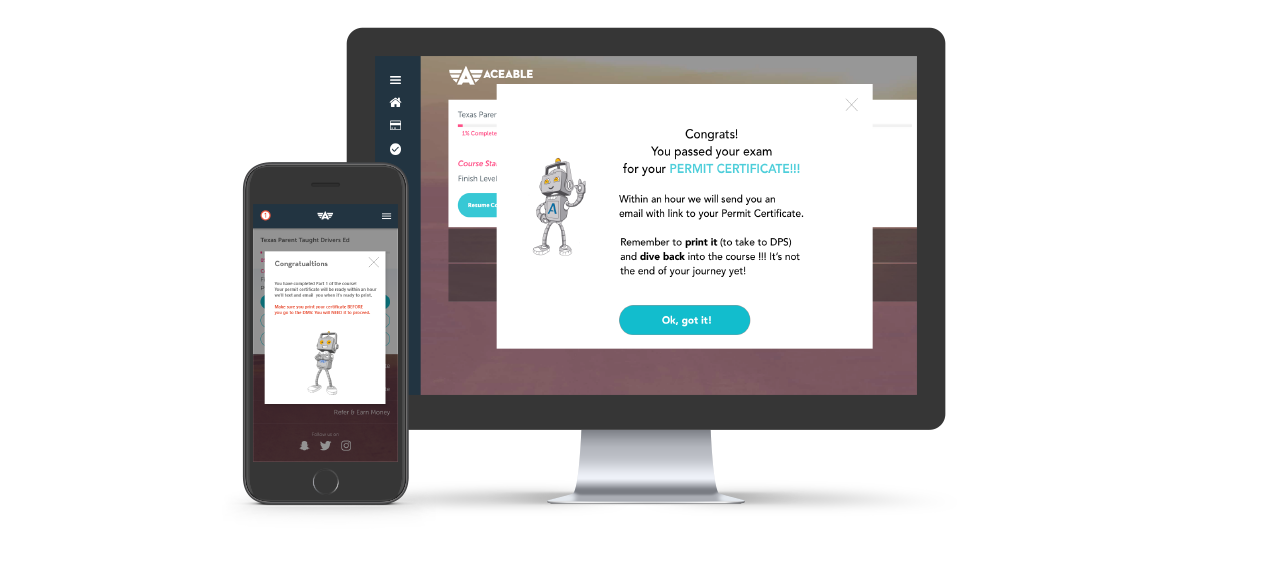 ACEABLE
Texas Paren
1% Complete
Course Sta
Finish Level
Resume Co
Congrats!
You passed your exam
for your PERMIT CERTIFICATE!!!
Within an hour we will send you an
email with link to your Permit Certificate.
Remember to print it (to take to DPS)
and dive back into the course !!! It's not
the end of your journey yet!
Ok, got it!
A
1
Texas Parent Taught Drivers Ed
Congratualtions
You have completed Part 1 of the course!
Your permit certificate will be ready within an hour
we'll text and email you when it's ready to print.
Make sure you print your certificate BEFORE
you go to the DMV. You will NEED it to proceed.
Refer & Earn Money
Follow us on